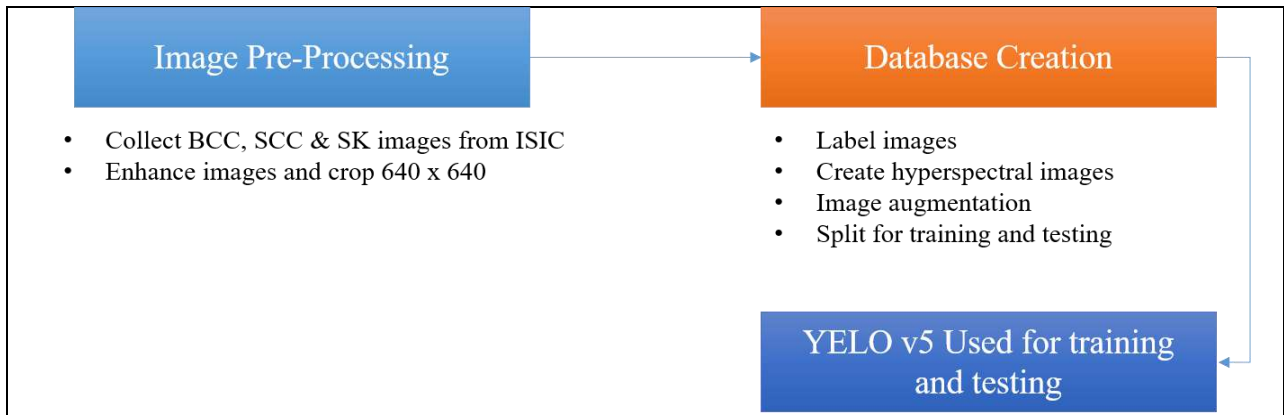 Image Pre-Processing
• Collect BCC, SCC & SK images from ISIC
• Enhance images and crop 640 x 640
Database Creation
• Label images
• Create hyperspectral images
• Image augmentation
• Split for training and testing
YELO v5 Used for training
and testing